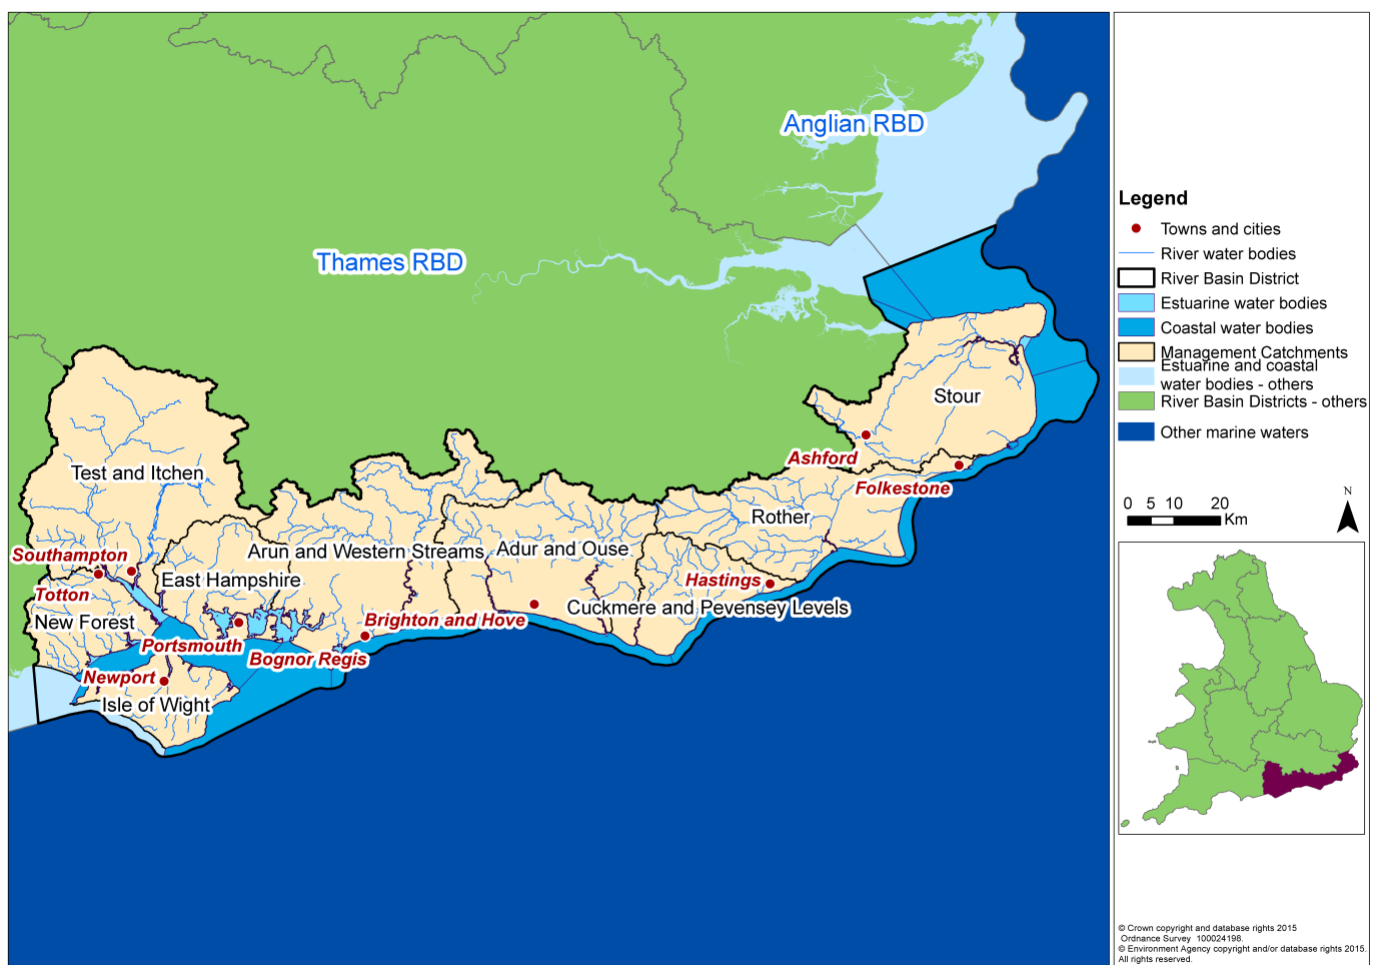 Anglian RBD
Thames RBD
Stour
Ashford
Folkestone
Test and Itchen
Rother
Southampton
Arun and Western Streams
Adur and Ouse
East Hampshire
Hastings
Totton
Cuckmere and Pevensey Levels
New Forest
Brighton and Hove
Portsmouth
Bognor Regis
Newport
Isle of Wight
Legend
Towns and cities
River water bodies
River Basin District
Estuarine water bodies
Coastal water bodies
Management Catchments
Estuarine and coastal
water bodies - others
River Basin Districts - others
Other marine waters
0 5 10 20
Km
N
© Crown copyright and database rights 2015
Ordnance Survey 100024198.
© Environment Agency copyright and/or database rights 2015.
All rights reserved.